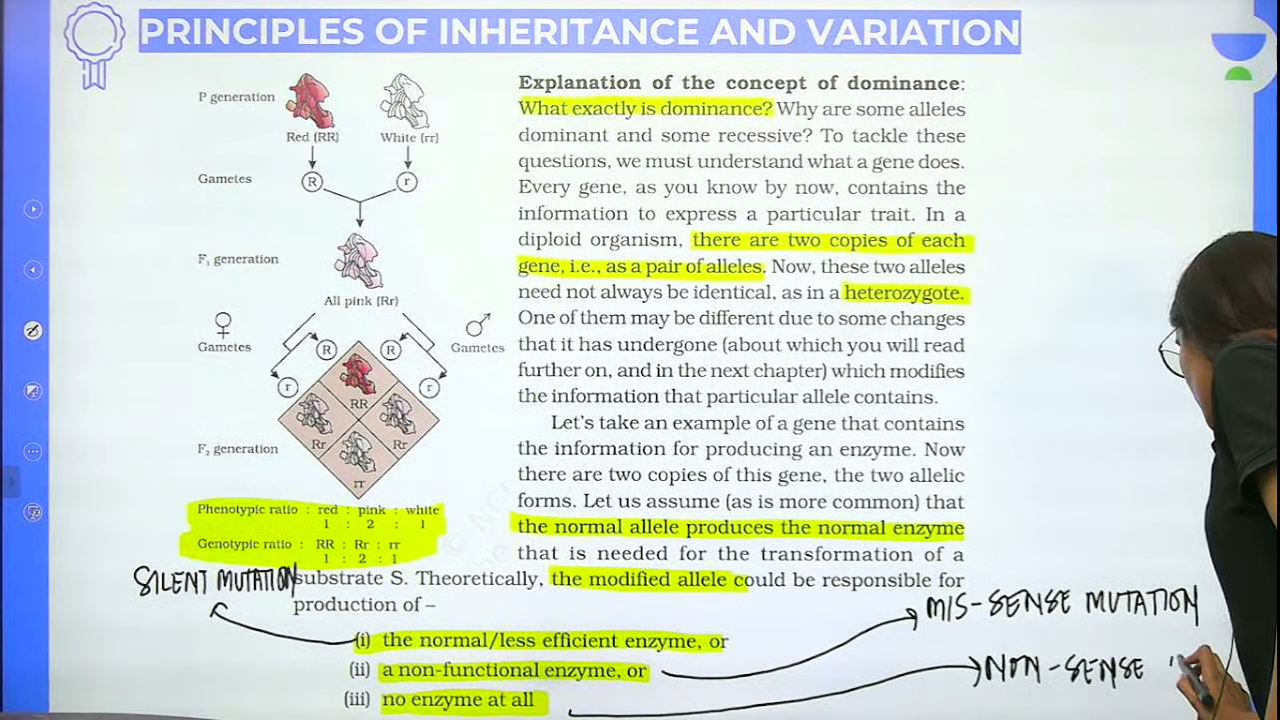 PRINCIPLES OF INHERITANCE AND VARIATION
P generation
Red (RR)
White (rr)
Gametes
R
r
F₁ generation
All pink (Rr)
♀
Gametes
♂
Gametes
R
R
r
r
RR
Rr
Rr
rr
F₂ generation
Phenotypic ratio : red : pink : white
1 : 2 : 1
Genotypic ratio : RR : Rr : rr
1 : 2 : 1
Explanation of the concept of dominance:
What exactly is dominance? Why are some alleles
dominant and some recessive? To tackle these
questions, we must understand what a gene does.
Every gene, as you know by now, contains the
information to express a particular trait. In a
diploid organism, there are two copies of each
gene, i.e., as a pair of alleles. Now, these two alleles
need not always be identical, as in a heterozygote.
One of them may be different due to some changes
that it has undergone (about which you will read
further on, and in the next chapter) which modifies
the information that particular allele contains.
Let's take an example of a gene that contains
the information for producing an enzyme. Now
there are two copies of this gene, the two allelic
forms. Let us assume (as is more common) that
the normal allele produces the normal enzyme
that is needed for the transformation of a
substrate S. Theoretically, the modified allele could be responsible for
production of –
(i) the normal/less efficient enzyme, or
(ii) a non-functional enzyme, or
(iii) no enzyme at all
SILENT MUTATION
MIS-SENSE MUTATION
NON-SENSE